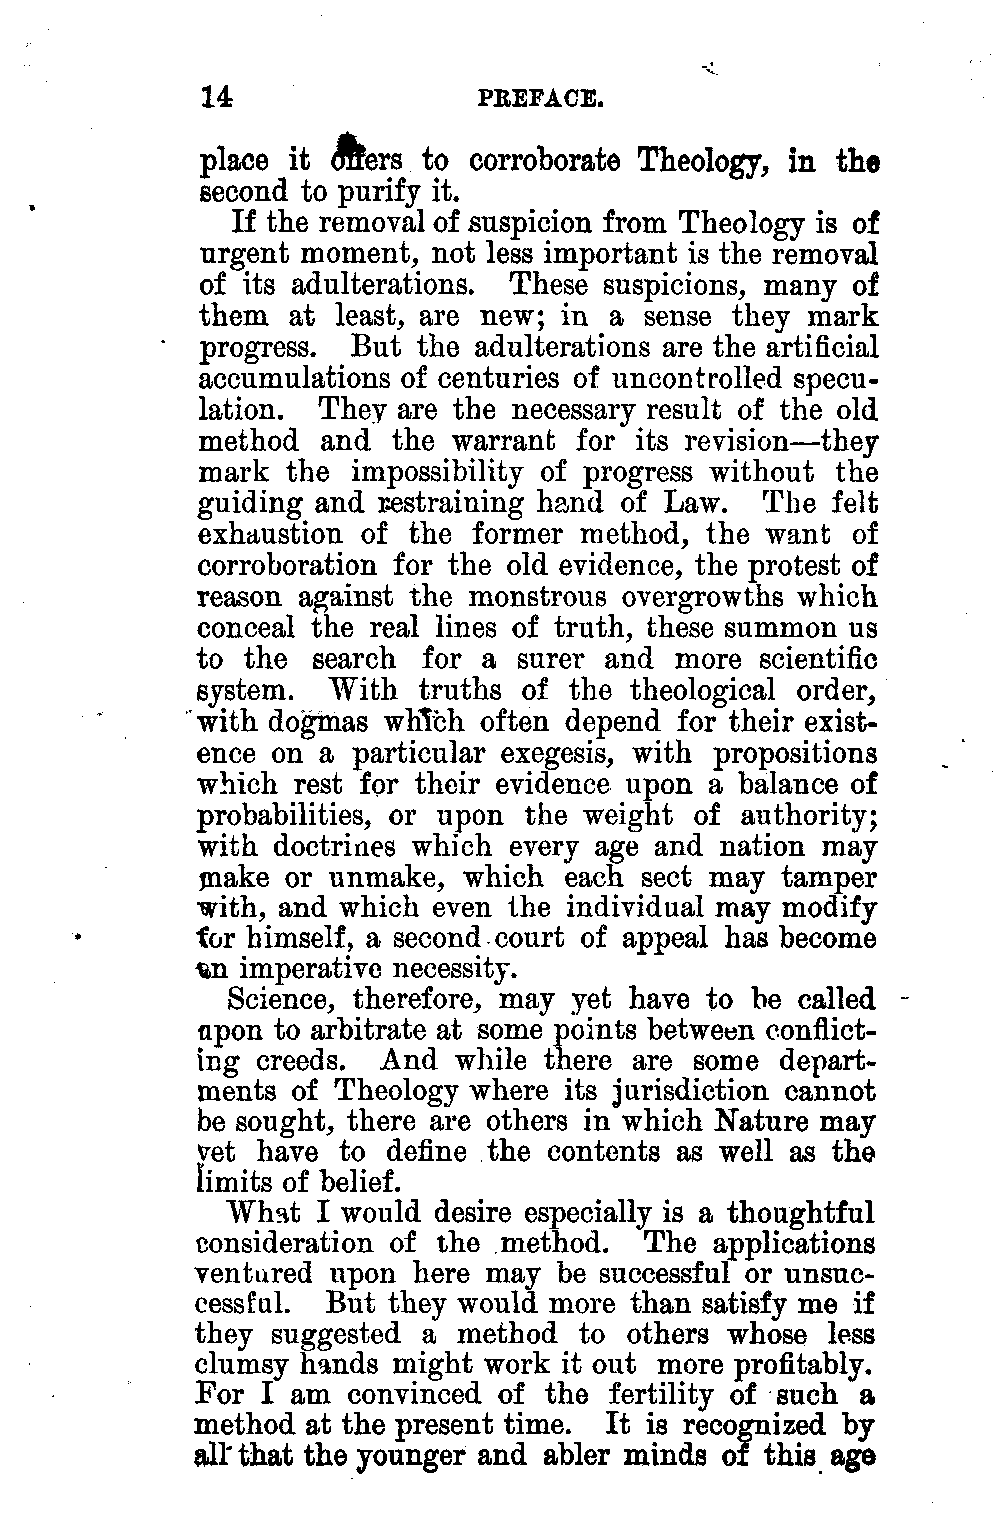 14 PREFACE.
place it offers to corroborate Theology, in the
second to purify it.
If the removal of suspicion from Theology is of
urgent moment, not less important is the removal
of its adulterations. These suspicions, many of
them at least, are new; in a sense they mark
progress. But the adulterations are the artificial
accumulations of centuries of uncontrolled specu-
lation. They are the necessary result of the old
method and the warrant for its revision—they
mark the impossibility of progress without the
guiding and restraining hand of Law. The felt
exhaustion of the former method, the want of
corroboration for the old evidence, the protest of
reason against the monstrous overgrowths which
conceal the real lines of truth, these summon us
to the search for a surer and more scientific
system. With truths of the theological order,
with dogmas which often depend for their exist-
ence on a particular exegesis, with propositions
which rest for their evidence upon a balance of
probabilities, or upon the weight of authority;
with doctrines which every age and nation may
make or unmake, which each sect may tamper
with, and which even the individual may modify
for himself, a second court of appeal has become
an imperative necessity.
Science, therefore, may yet have to be called
upon to arbitrate at some points between conflict-
ing creeds. And while there are some depart-
ments of Theology where its jurisdiction cannot
be sought, there are others in which Nature may
yet have to define the contents as well as the
limits of belief.
What I would desire especially is a thoughtful
consideration of the method. The applications
ventured upon here may be successful or unsuc-
cessful. But they would more than satisfy me if
they suggested a method to others whose less
clumsy hands might work it out more profitably.
For I am convinced of the fertility of such a
method at the present time. It is recognized by
all that the younger and abler minds of this age